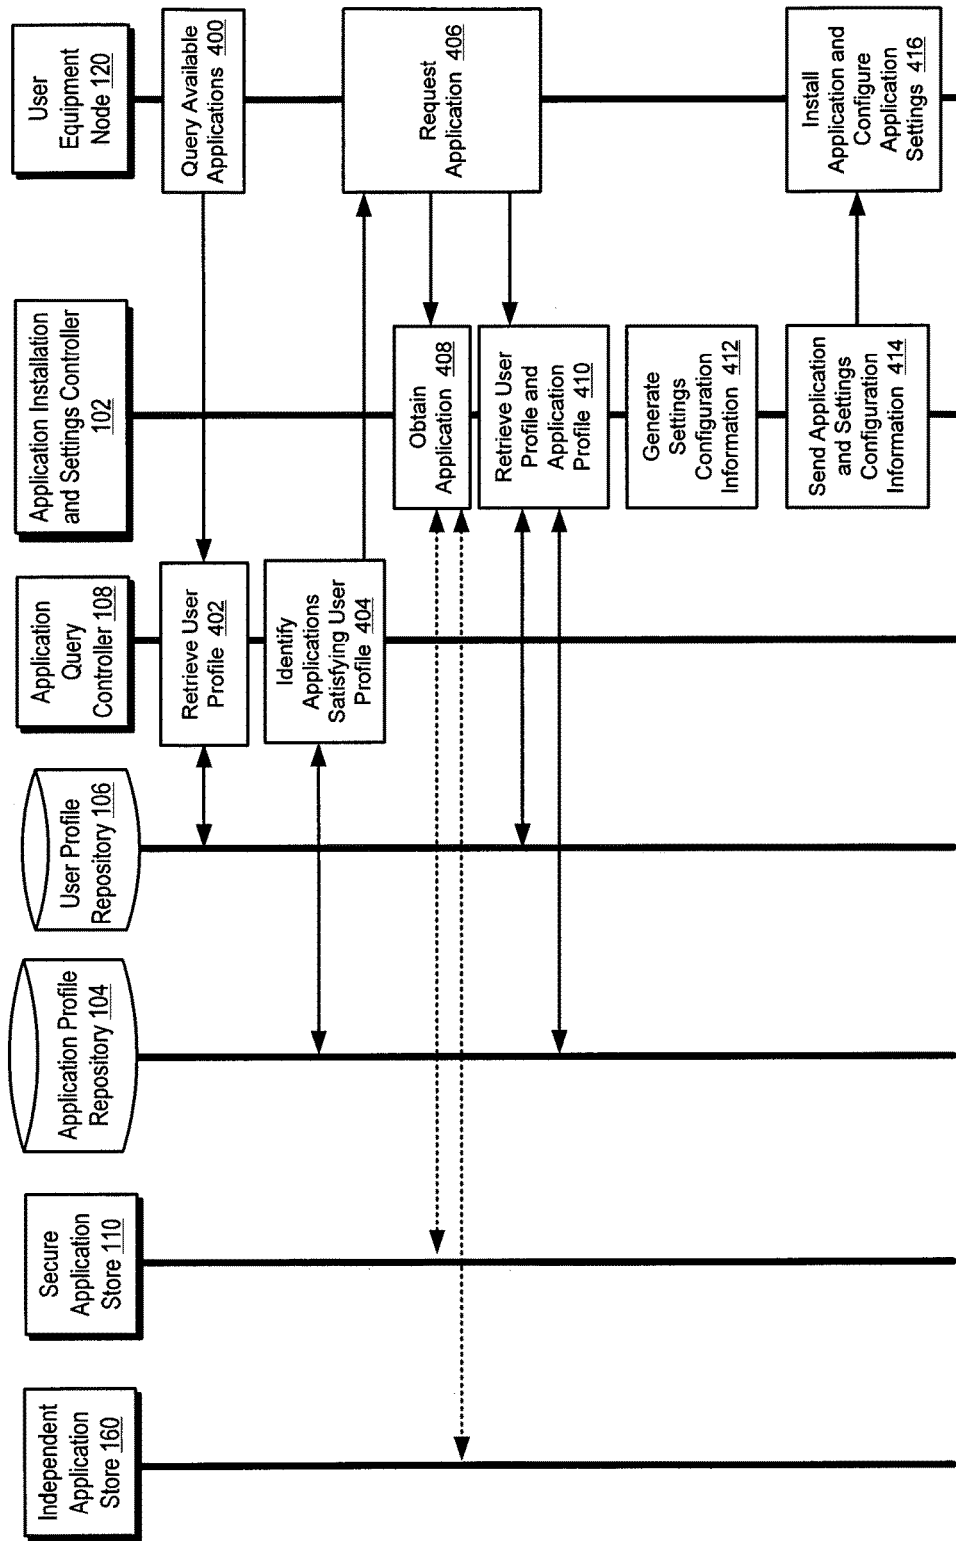 Independent
Application
Store 160
Secure
Application
Store 110
Application Profile
Repository 104
User Profile
Repository 106
Application
Query
Controller 108
Application Installation
and Settings Controller
102
User
Equipment
Node 120
Query Available
Applications 400
Retrieve User
Profile 402
Identify
Applications
Satisfying User
Profile 404
Request
Application 406
Obtain
Application 408
Retrieve User
Profile and
Application
Profile 410
Generate
Settings
Configuration
Information 412
Send Application
and Settings
Configuration
Information 414
Install
Application and
Configure
Application
Settings 416